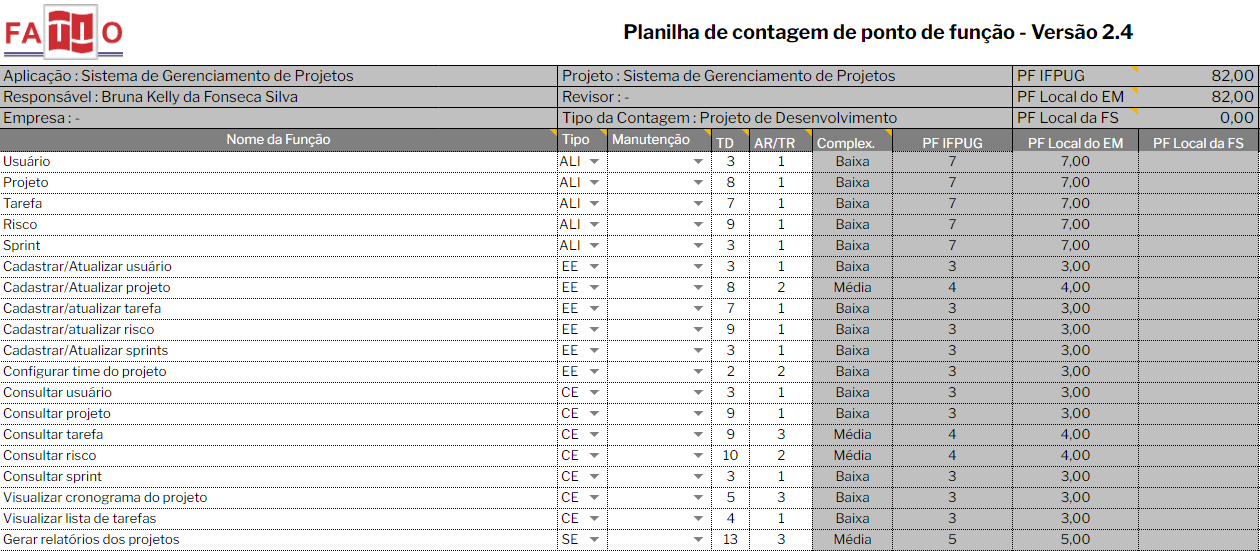 FATTO
Planilha de contagem de ponto de função - Versão 2.4
Aplicação : Sistema de Gerenciamento de Projetos Projeto : Sistema de Gerenciamento de Projetos PF IFPUG 82,00
Responsável : Bruna Kelly da Fonseca Silva Revisor : - PF Local do EM 82,00
Empresa : - Tipo da Contagem : Projeto de Desenvolvimento PF Local da FS 0,00
Nome da Função Tipo Manutenção TD AR/TR Complex. PF IFPUG PF Local do EM PF Local da FS
Usuário ALI 3 1 Baixa 7 7,00
Projeto ALI 8 1 Baixa 7 7,00
Tarefa ALI 7 1 Baixa 7 7,00
Risco ALI 9 1 Baixa 7 7,00
Sprint ALI 3 1 Baixa 7 7,00
Cadastrar/Atualizar usuário EE 3 1 Baixa 3 3,00
Cadastrar/Atualizar projeto EE 8 2 Média 4 4,00
Cadastrar/atualizar tarefa EE 7 1 Baixa 3 3,00
Cadastrar/atualizar risco EE 9 1 Baixa 3 3,00
Cadastrar/Atualizar sprints EE 3 1 Baixa 3 3,00
Configurar time do projeto EE 2 2 Baixa 3 3,00
Consultar usuário CE 3 1 Baixa 3 3,00
Consultar projeto CE 9 1 Baixa 3 3,00
Consultar tarefa CE 9 3 Média 4 4,00
Consultar risco CE 10 2 Média 4 4,00
Consultar sprint CE 3 1 Baixa 3 3,00
Visualizar cronograma do projeto CE 5 3 Baixa 3 3,00
Visualizar lista de tarefas CE 4 1 Baixa 3 3,00
Gerar relatórios dos projetos SE 13 3 Média 5 5,00